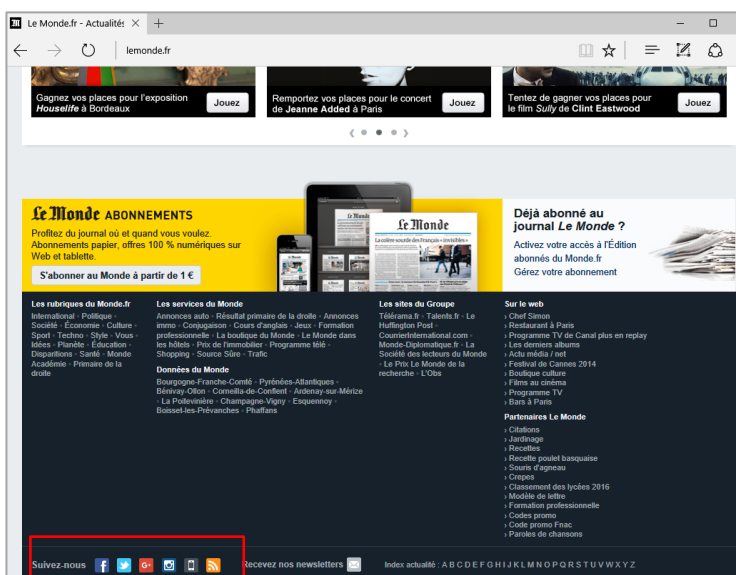 Le Monde.fr - Actualités
lemonde.fr
Gagnez vos places pour l'exposition
Houselife à Bordeaux
Jouez
Remportez vos places pour le concert
de Jeanne Added à Paris
Jouez
Tentez de gagner vos places pour
le film Sully de Clint Eastwood
Jouez
Le Monde ABONNEMENTS
Profitez du journal où et quand vous voulez.
Abonnements papier, offres 100 % numériques sur
Web et tablette.
S'abonner au Monde à partir de 1 €
Le Monde
La colère sourde des Français « invisibles »
Déjà abonné au
journal Le Monde ?
Activez votre accès à l'Édition
abonnés du Monde.fr
Gérez votre abonnement
Les rubriques du Monde.fr
International · Politique ·
Société · Économie · Culture ·
Sport · Techno · Style · Vous ·
Idées · Planète · Éducation ·
Disparitions · Santé · Monde
Académie · Primaire de la
droite
Les services du Monde
Annonces auto · Résultat primaire de la droite · Annonces
immo · Conjugaison · Cours d'anglais · Jeux · Formation
professionnelle · La boutique du Monde · Le Monde dans
les hôtels · Prix de l'immobilier · Programme télé ·
Shopping · Source Sûre · Trafic
Données du Monde
Bourgogne-Franche-Comté · Pyrénées-Atlantiques ·
Bénivay-Ollon · Corneilla-de-Conflent · Ardenay-sur-Mérize
· La Poitevinière · Champagne-Vigny · Esquennoy ·
Boisset-les-Prévanches · Phaffans
Les sites du Groupe
Télérama.fr · Talents.fr · Le
Huffington Post ·
CourrierInternational.com ·
Monde-Diplomatique.fr · La
Société des lecteurs du Monde
· Le Prix Le Monde de la
recherche · L'Obs
Sur le web
› Chef Simon
› Restaurant à Paris
› Programme TV de Canal plus en replay
› Les derniers albums
› Actu média / net
› Festival de Cannes 2014
› Boutique culture
› Films au cinéma
› Programme TV
› Bars à Paris
Partenaires Le Monde
› Citations
› Jardinage
› Recettes
› Recette poulet basquaise
› Souris d'agneau
› Crepes
› Classement des lycées 2016
› Modèle de lettre
› Formation professionnelle
› Codes promo
› Code promo Fnac
› Paroles de chansons
Suivez-nous
Recevez nos newsletters
Index actualité : A B C D E F G H I J K L M N O P Q R S T U V W X Y Z